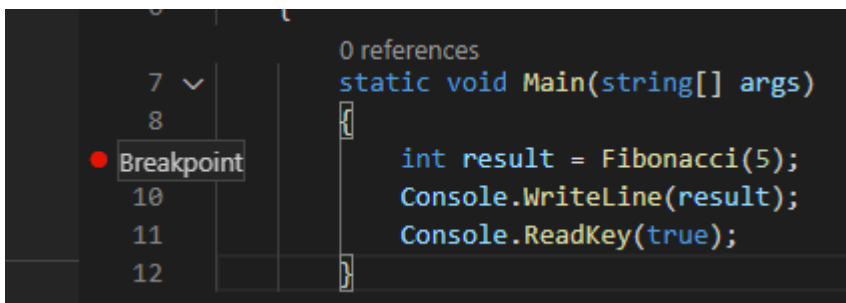 {
0 references
7 static void Main(string[] args)
8 {
Breakpoint int result = Fibonacci(5);
10 Console.WriteLine(result);
11 Console.ReadKey(true);
12 }